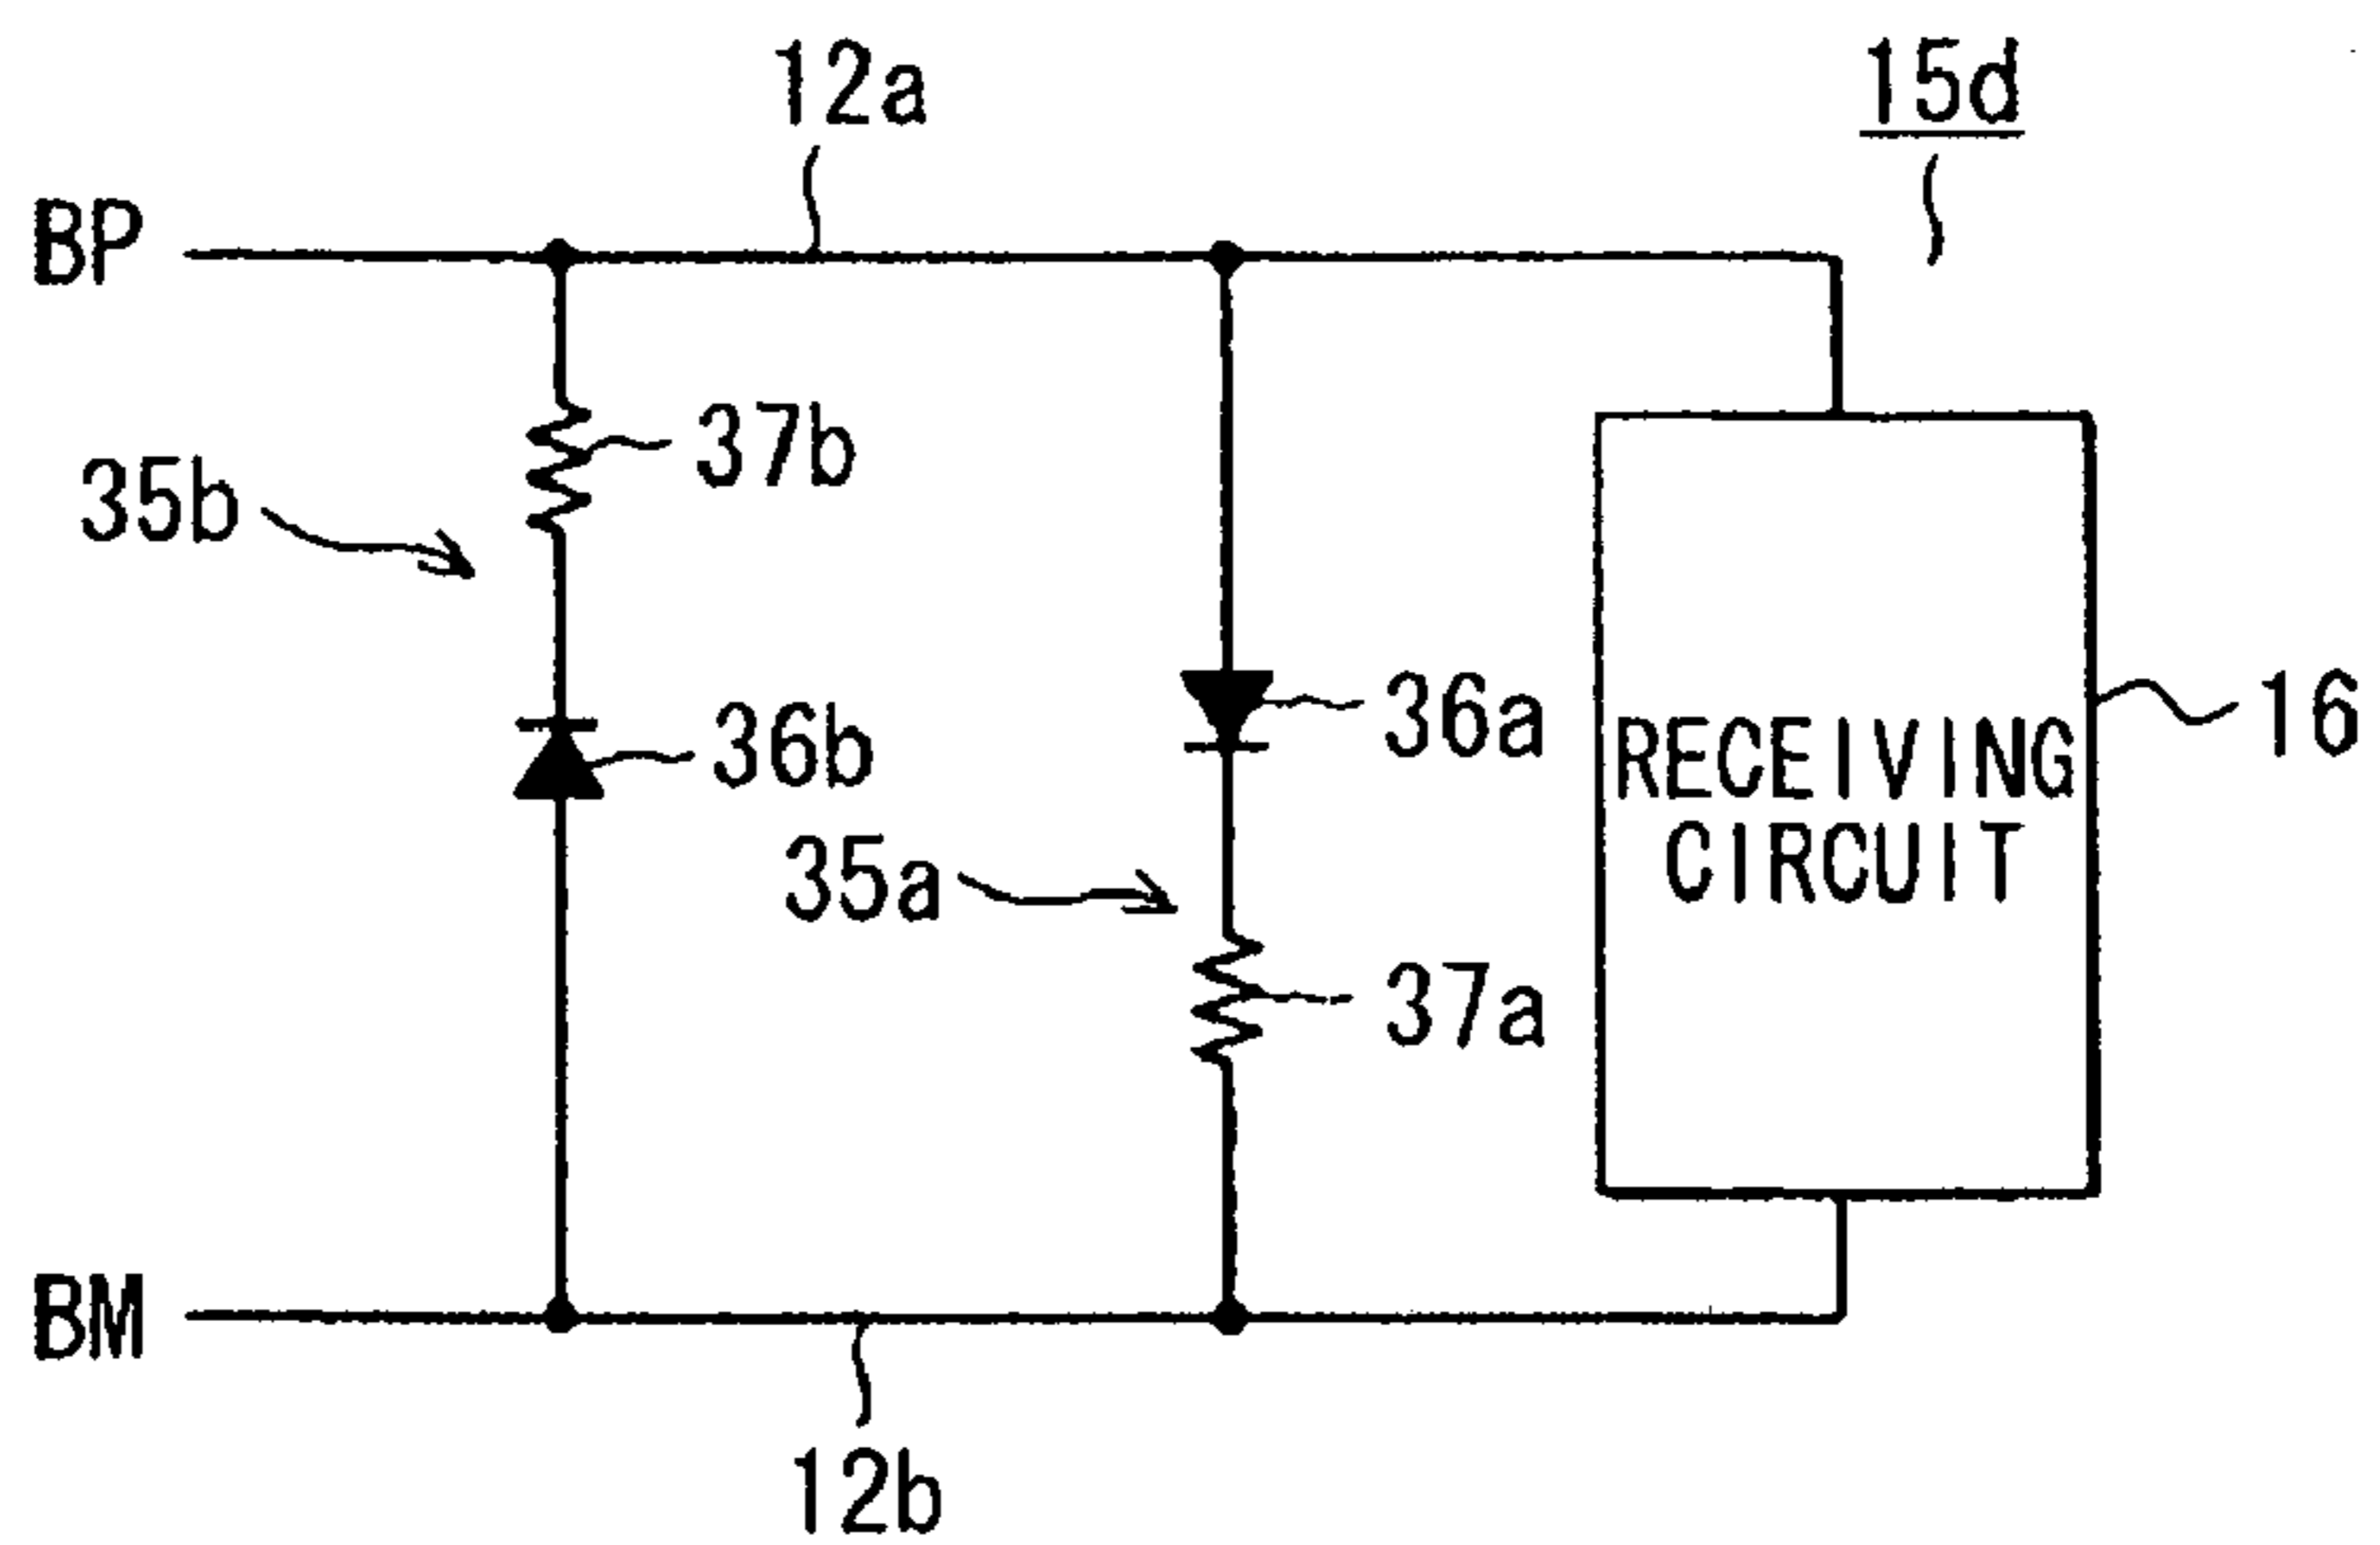 12a
15d
BP
37b
35b
36b
36a
16
RECEIVING
CIRCUIT
35a
37a
BM
12b